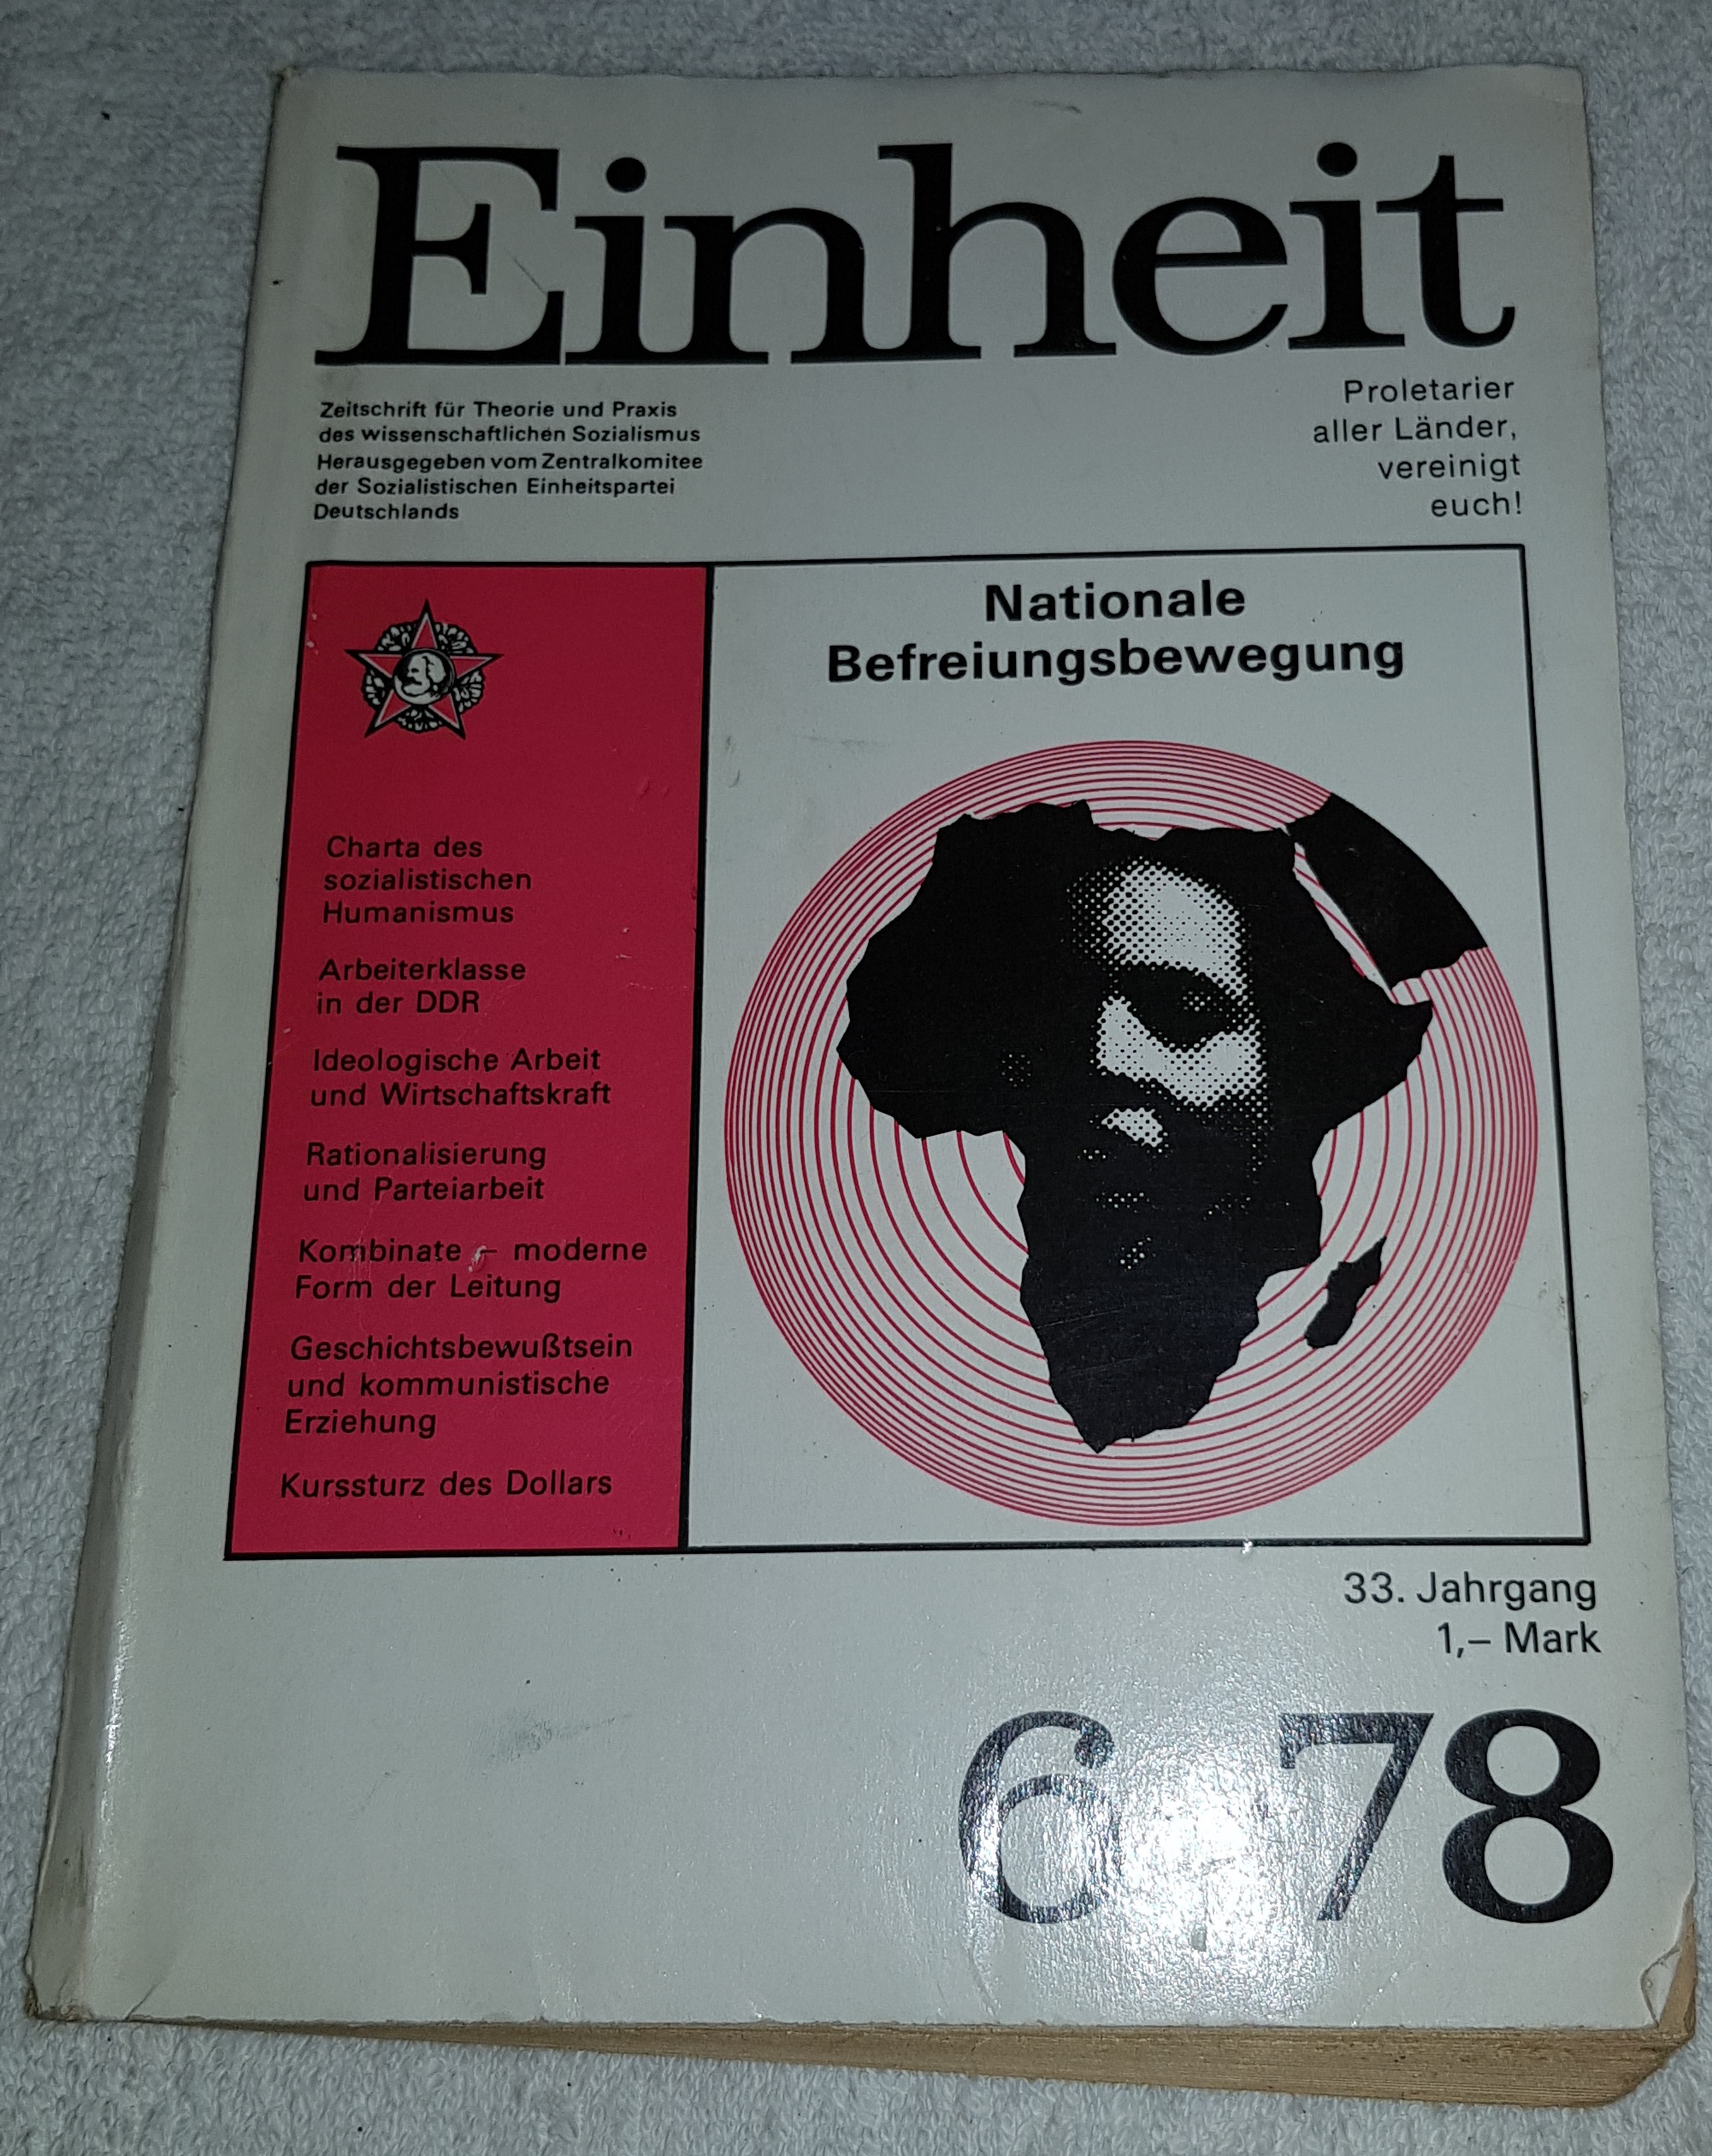 Einheit
Zeitschrift für Theorie und Praxis
des wissenschaftlichen Sozialismus
Herausgegeben vom Zentralkomitee
der Sozialistischen Einheitspartei
Deutschlands
Proletarier
aller Länder,
vereinigt
euch!
Charta des
sozialistischen
Humanismus
Arbeiterklasse
in der DDR
Ideologische Arbeit
und Wirtschaftskraft
Rationalisierung
und Parteiarbeit
Kombinate – moderne
Form der Leitung
Geschichtsbewußtsein
und kommunistische
Erziehung
Kurssturz des Dollars
Nationale
Befreiungsbewegung
33. Jahrgang
1,– Mark
6 78